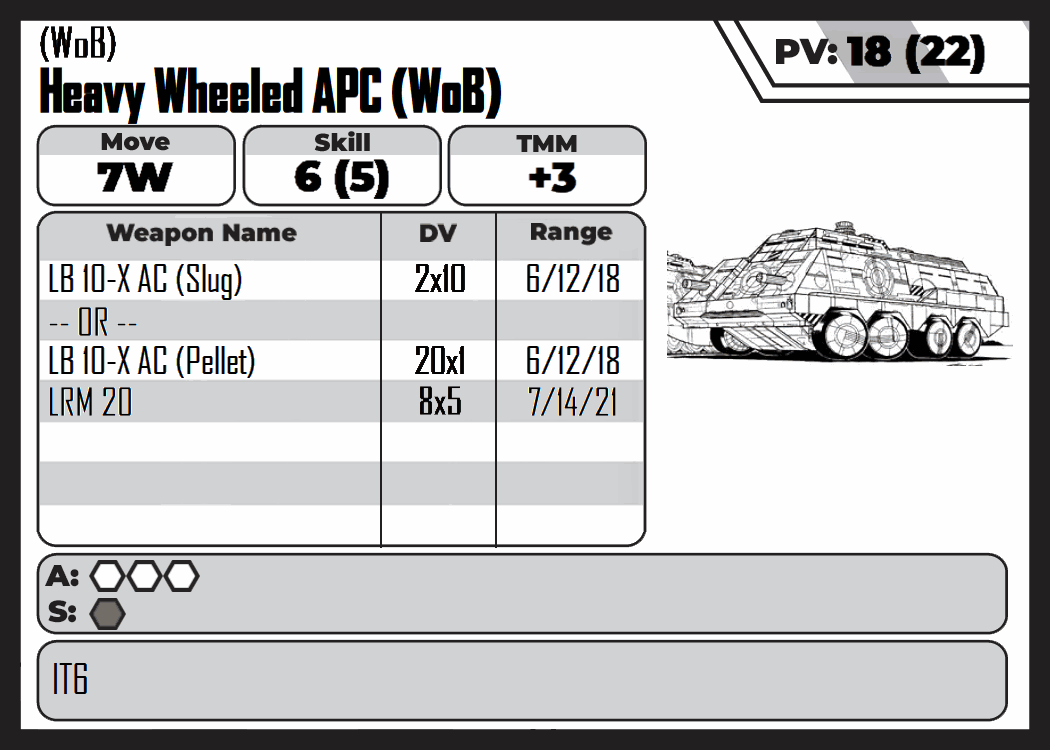 (WoB)
Heavy Wheeled APC (WoB)
PV: 18 (22)
Move
7W
Skill
6 (5)
TMM
+3
Weapon Name DV Range
LB 10-X AC (Slug) 2x10 6/12/18
-- OR --
LB 10-X AC (Pellet) 20x1 6/12/18
LRM 20 8x5 7/14/21
A:
S:
IT6